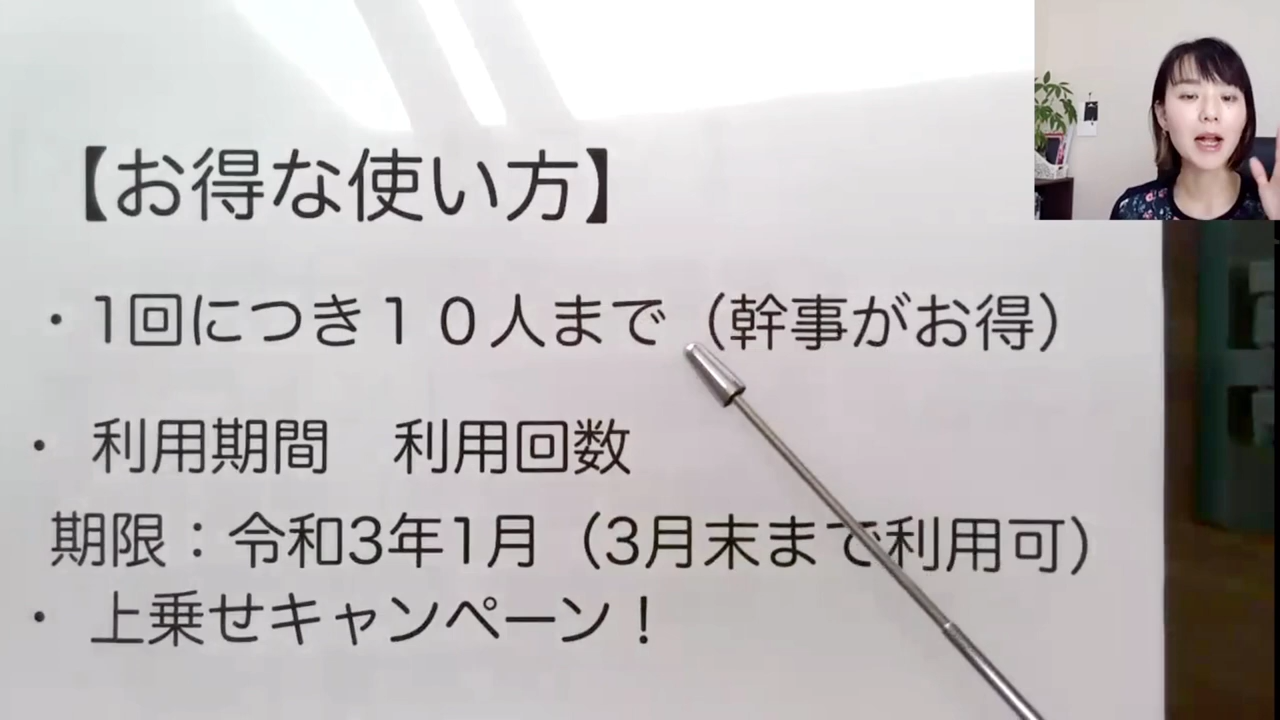 【お得な使い方】
・1回につき１０人まで（幹事がお得）
・ 利用期間　利用回数
期限：令和3年1月（3月末まで利用可）
・ 上乗せキャンペーン！